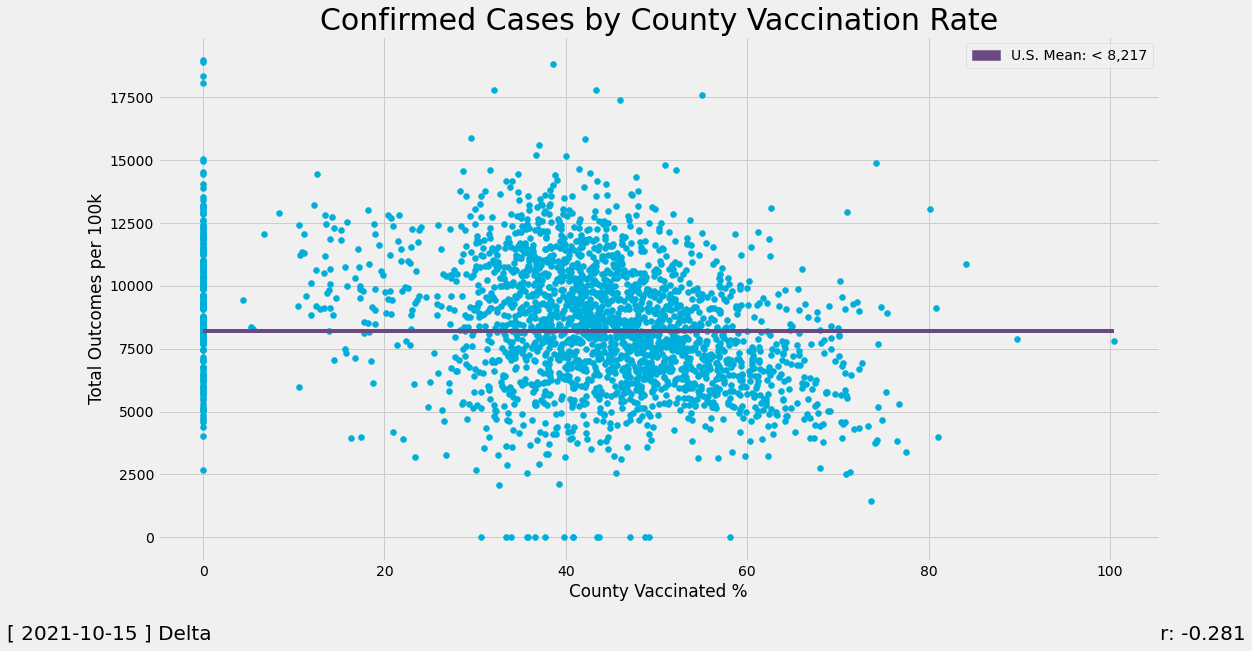 Confirmed Cases by County Vaccination Rate
U.S. Mean: < 8,217
17500
15000
12500
10000
7500
5000
2500
0
Total Outcomes per 100k
0 20 40 60 80 100
County Vaccinated %
[ 2021-10-15 ] Delta
r: -0.281